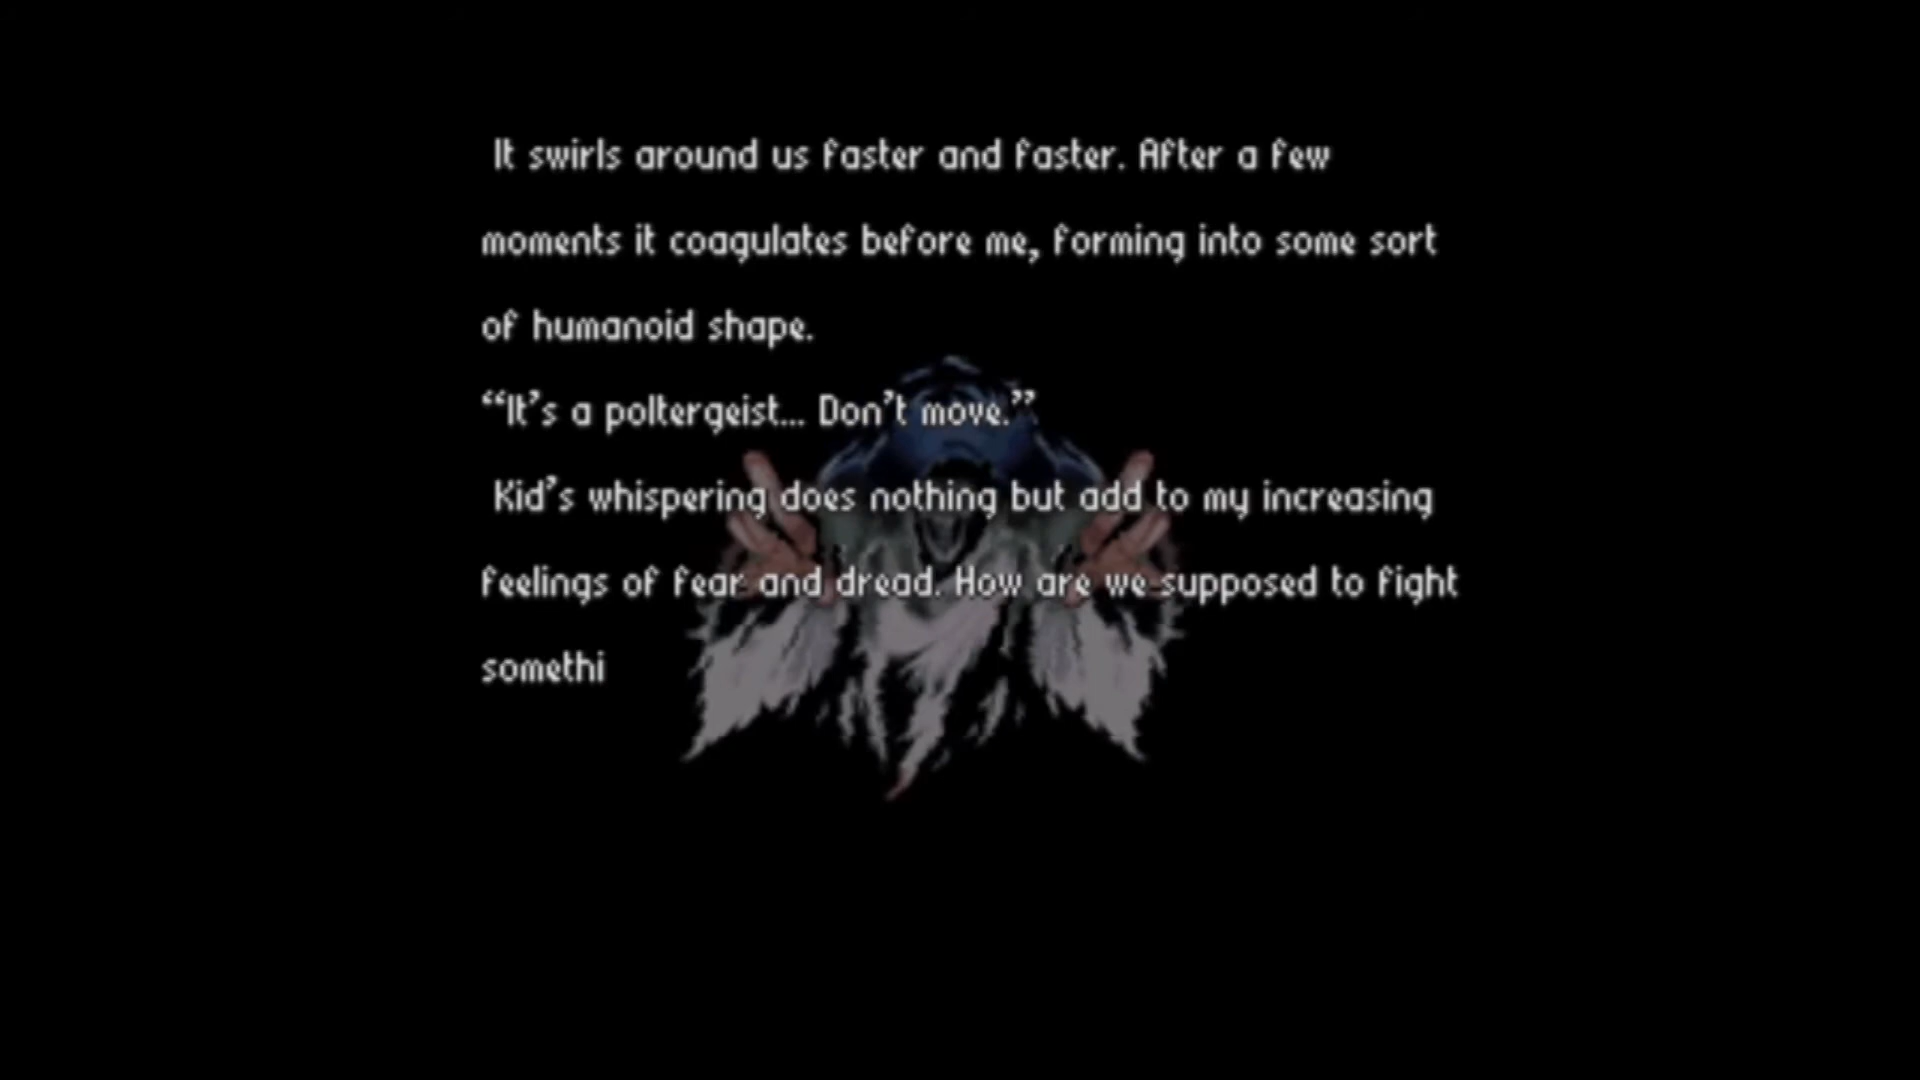 It swirls around us faster and faster. After a few
moments it coagulates before me, forming into some sort
of humanoid shape.
“It’s a poltergeist... Don’t move.”
Kid’s whispering does nothing but add to my increasing
feelings of fear and dread. How are we supposed to fight
somethi